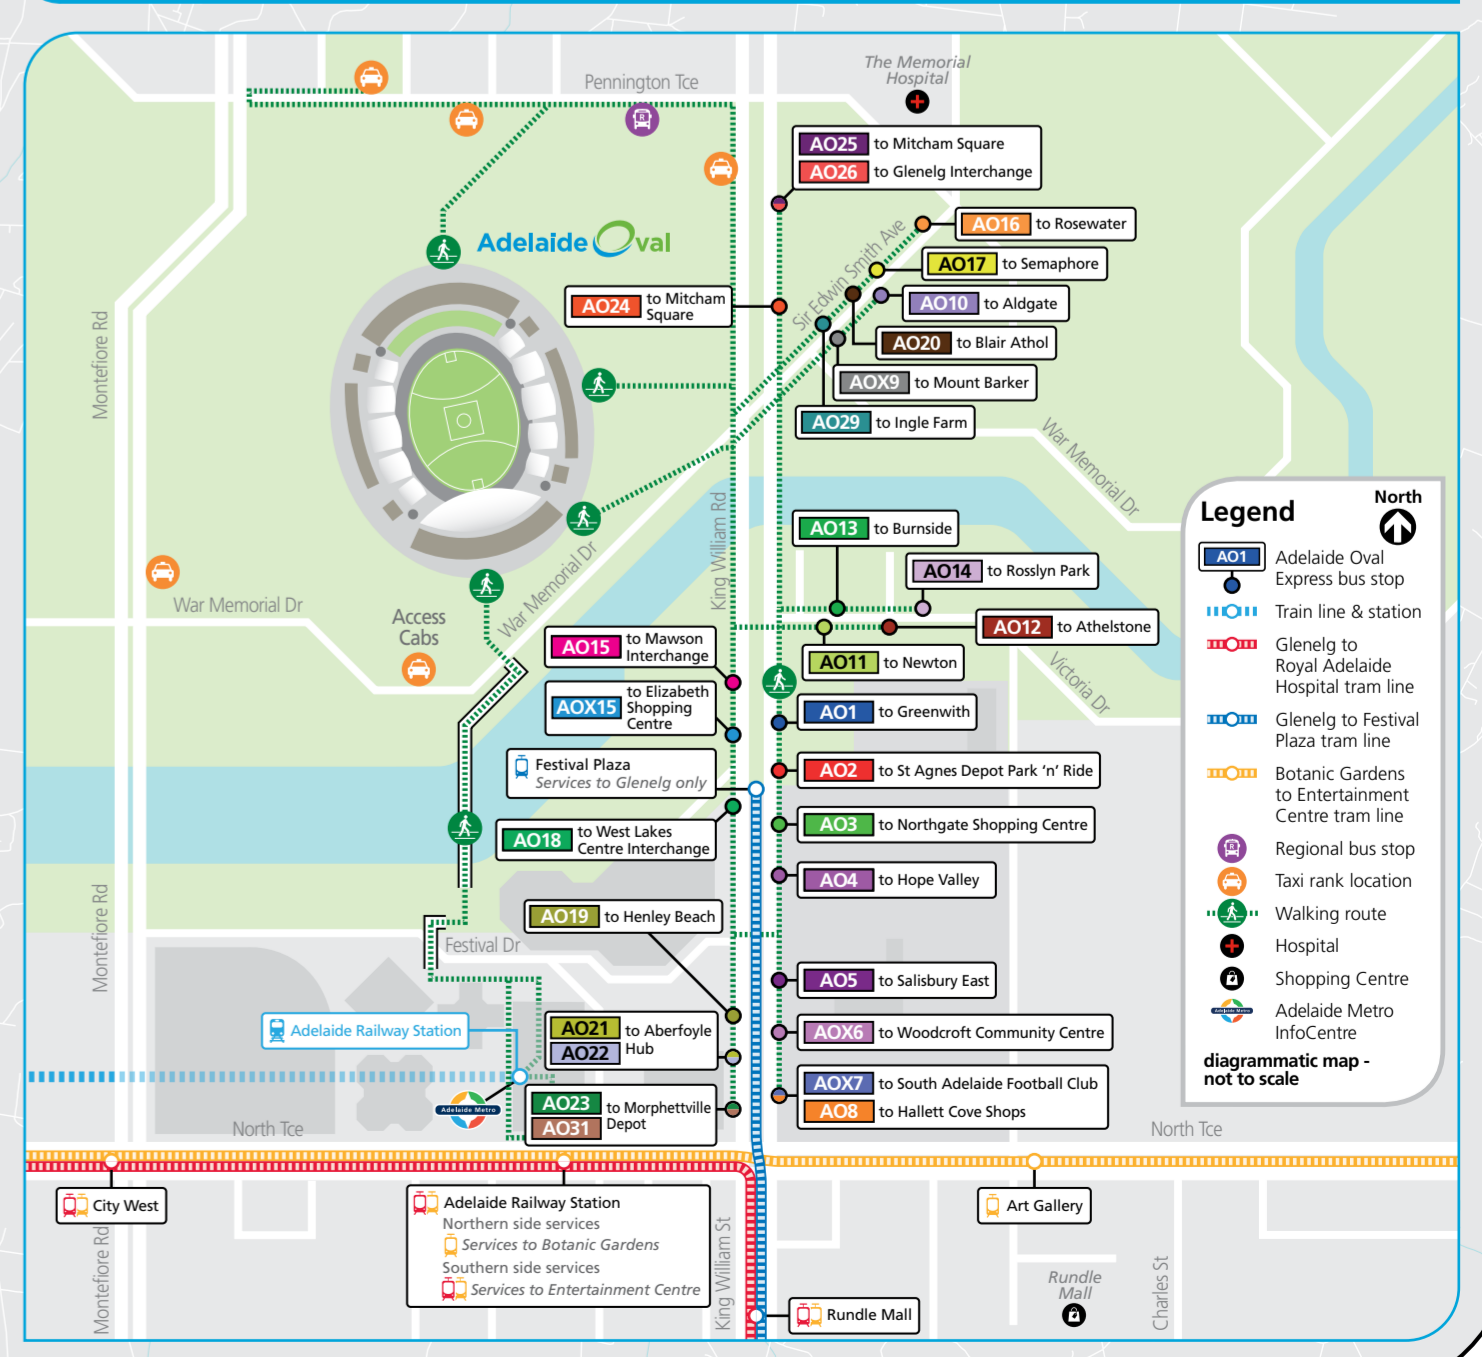 The Memorial
Hospital
Pennington Tce
AO25 to Mitcham Square
AO26 to Glenelg Interchange
R
AO16 to Rosewater
Adelaide Oval
Sir Edwin Smith Ave
AO17 to Semaphore
AO24 to Mitcham
Square
AO10 to Aldgate
AO20 to Blair Athol
Montefiore Rd
AOX9 to Mount Barker
AO29 to Ingle Farm
War Memorial Dr
King William Rd
AO13 to Burnside
AO14 to Rosslyn Park
War Memorial Dr
War Memorial Dr
Access
Cabs
AO15 to Mawson
Interchange
AO12 to Athelstone
AO11 to Newton
Victoria Dr
AOX15 to Elizabeth
Shopping
Centre
AO1 to Greenwith
Festival Plaza
Services to Glenelg only
AO2 to St Agnes Depot Park ‘n’ Ride
AO18 to West Lakes
Centre Interchange
AO3 to Northgate Shopping Centre
AO4 to Hope Valley
AO19 to Henley Beach
Montefiore Rd
Festival Dr
AO5 to Salisbury East
Adelaide Railway Station
AO21 to Aberfoyle
AO22 Hub
AOX6 to Woodcroft Community Centre
AOX7 to South Adelaide Football Club
AO8 to Hallett Cove Shops
Adelaide Metro
AO23 to Morphettville
AO31 Depot
North Tce
North Tce
City West
Adelaide Railway Station
Northern side services
Services to Botanic Gardens
Southern side services
Services to Entertainment Centre
Art Gallery
Montefiore Rd
King William St
Rundle
Mall
Charles St
Rundle Mall
Legend
North
AO1 Adelaide Oval
Express bus stop
Train line & station
Glenelg to
Royal Adelaide
Hospital tram line
Glenelg to Festival
Plaza tram line
Botanic Gardens
to Entertainment
Centre tram line
R Regional bus stop
Taxi rank location
Walking route
Hospital
Shopping Centre
Adelaide Metro Adelaide Metro
InfoCentre
diagrammatic map -
not to scale